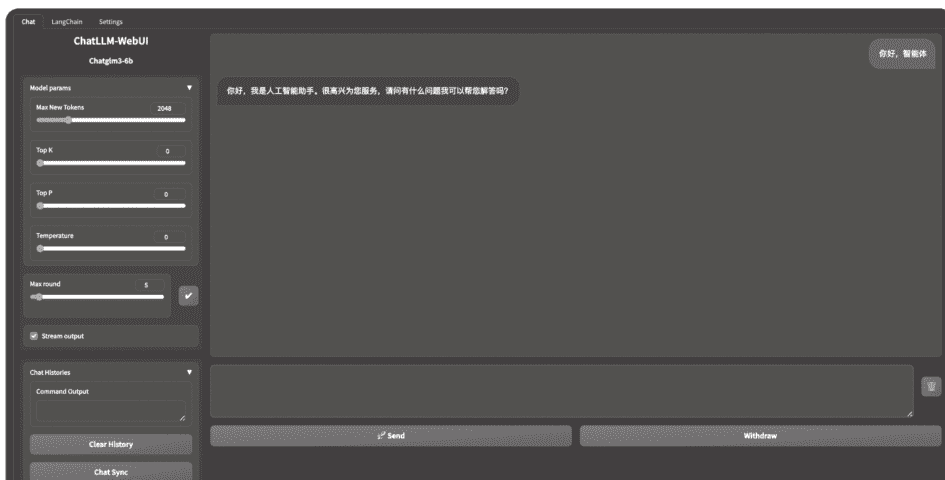 Chat LangChain Settings
ChatLLM-WebUI
Chatglm3-6b
Model params ▼
Max New Tokens 2048
Top K 0
Top P 0
Temperature 0
Max round 5
Stream output
Chat Histories ▼
Command Output
Clear History
Chat Sync
你好，智能体
你好，我是人工智能助手。很高兴为您服务，请问有什么问题我可以帮您解答吗？
Send
Withdraw